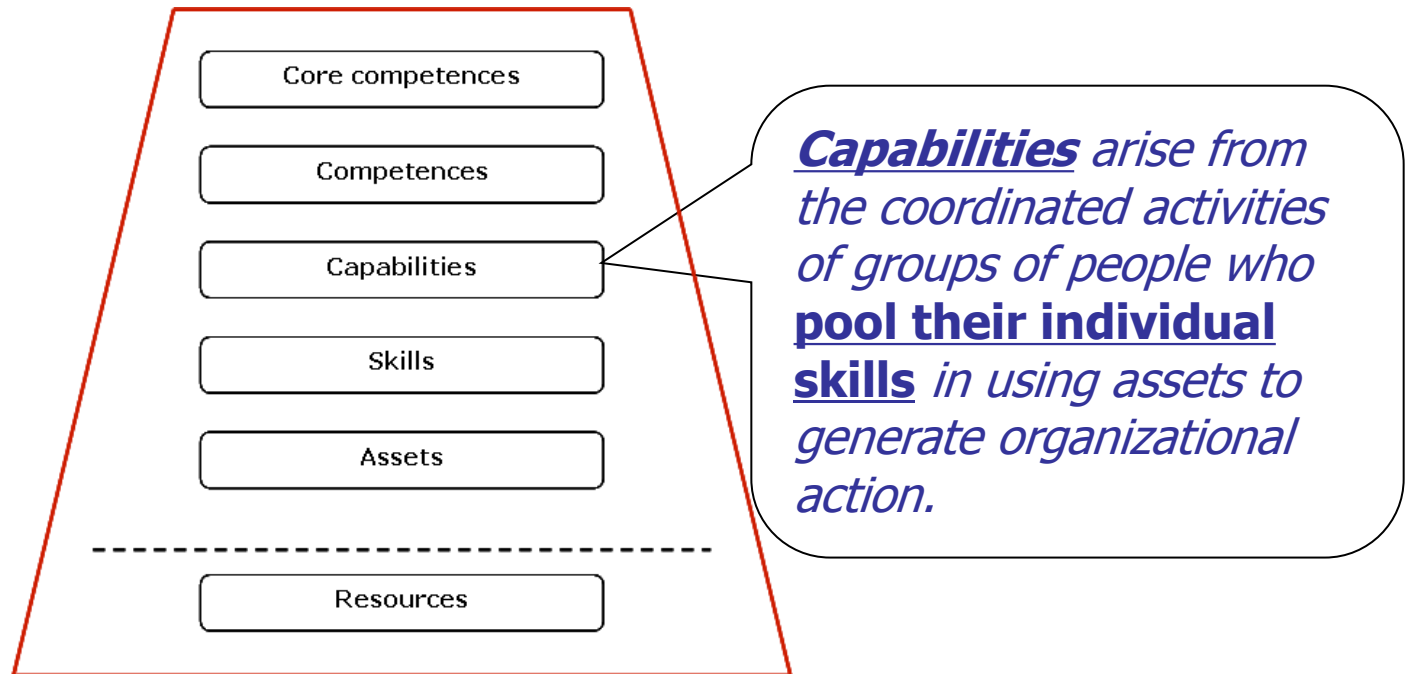 Core competences
Competences
Capabilities
Skills
Assets
Resources
Capabilities arise from
the coordinated activities
of groups of people who
pool their individual
skills in using assets to
generate organizational
action.